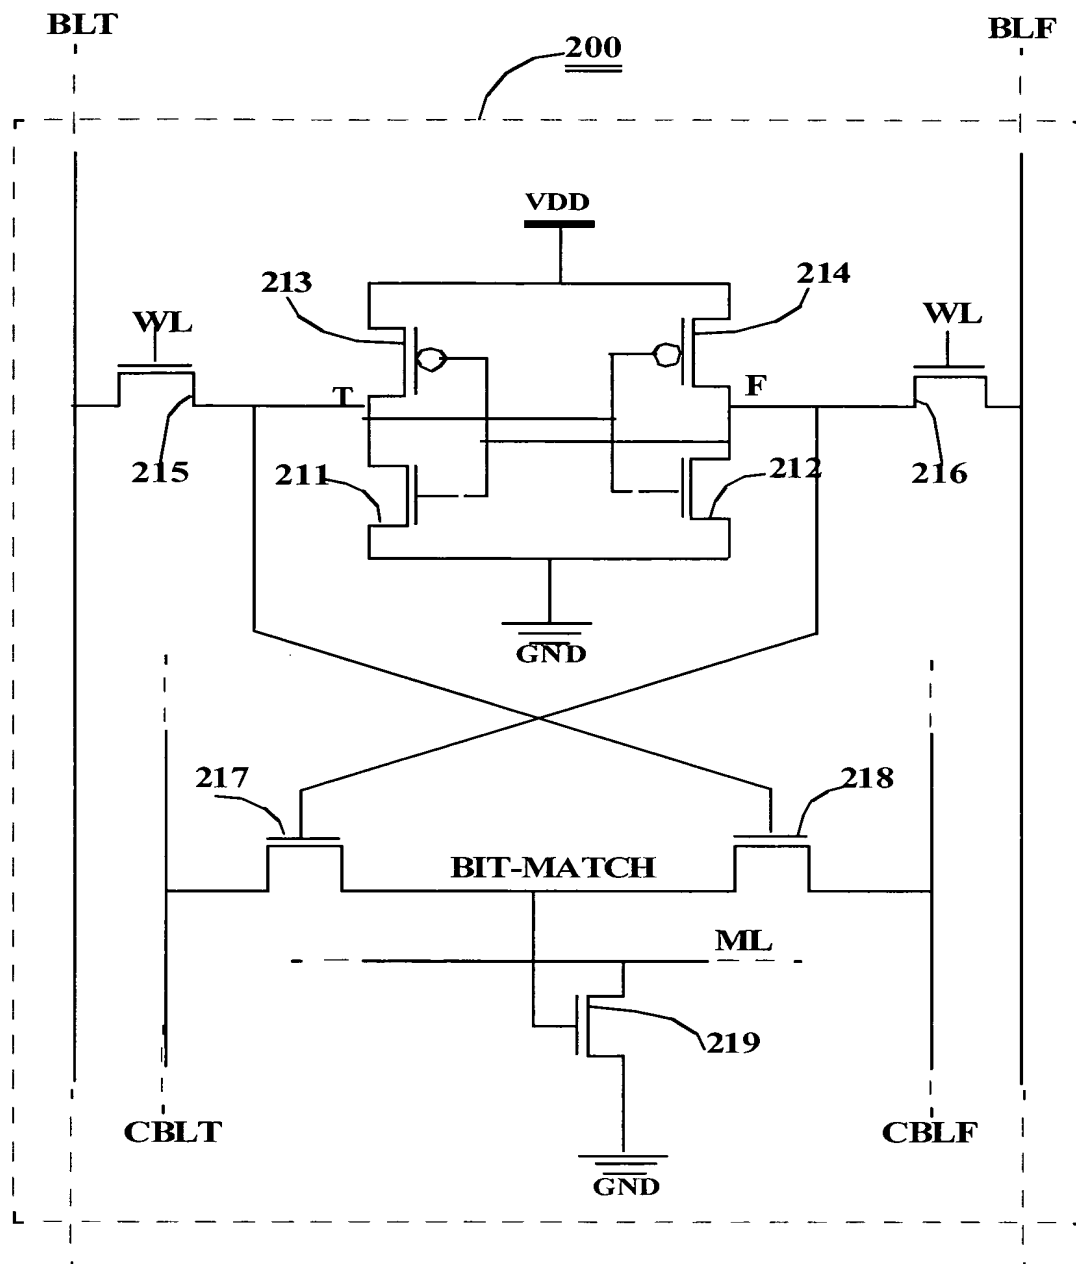 BLT
BLF
200
VDD
213
214
WL
WL
T
F
215
211
212
216
GND
217
218
BIT-MATCH
ML
219
CBLT
CBLF
GND